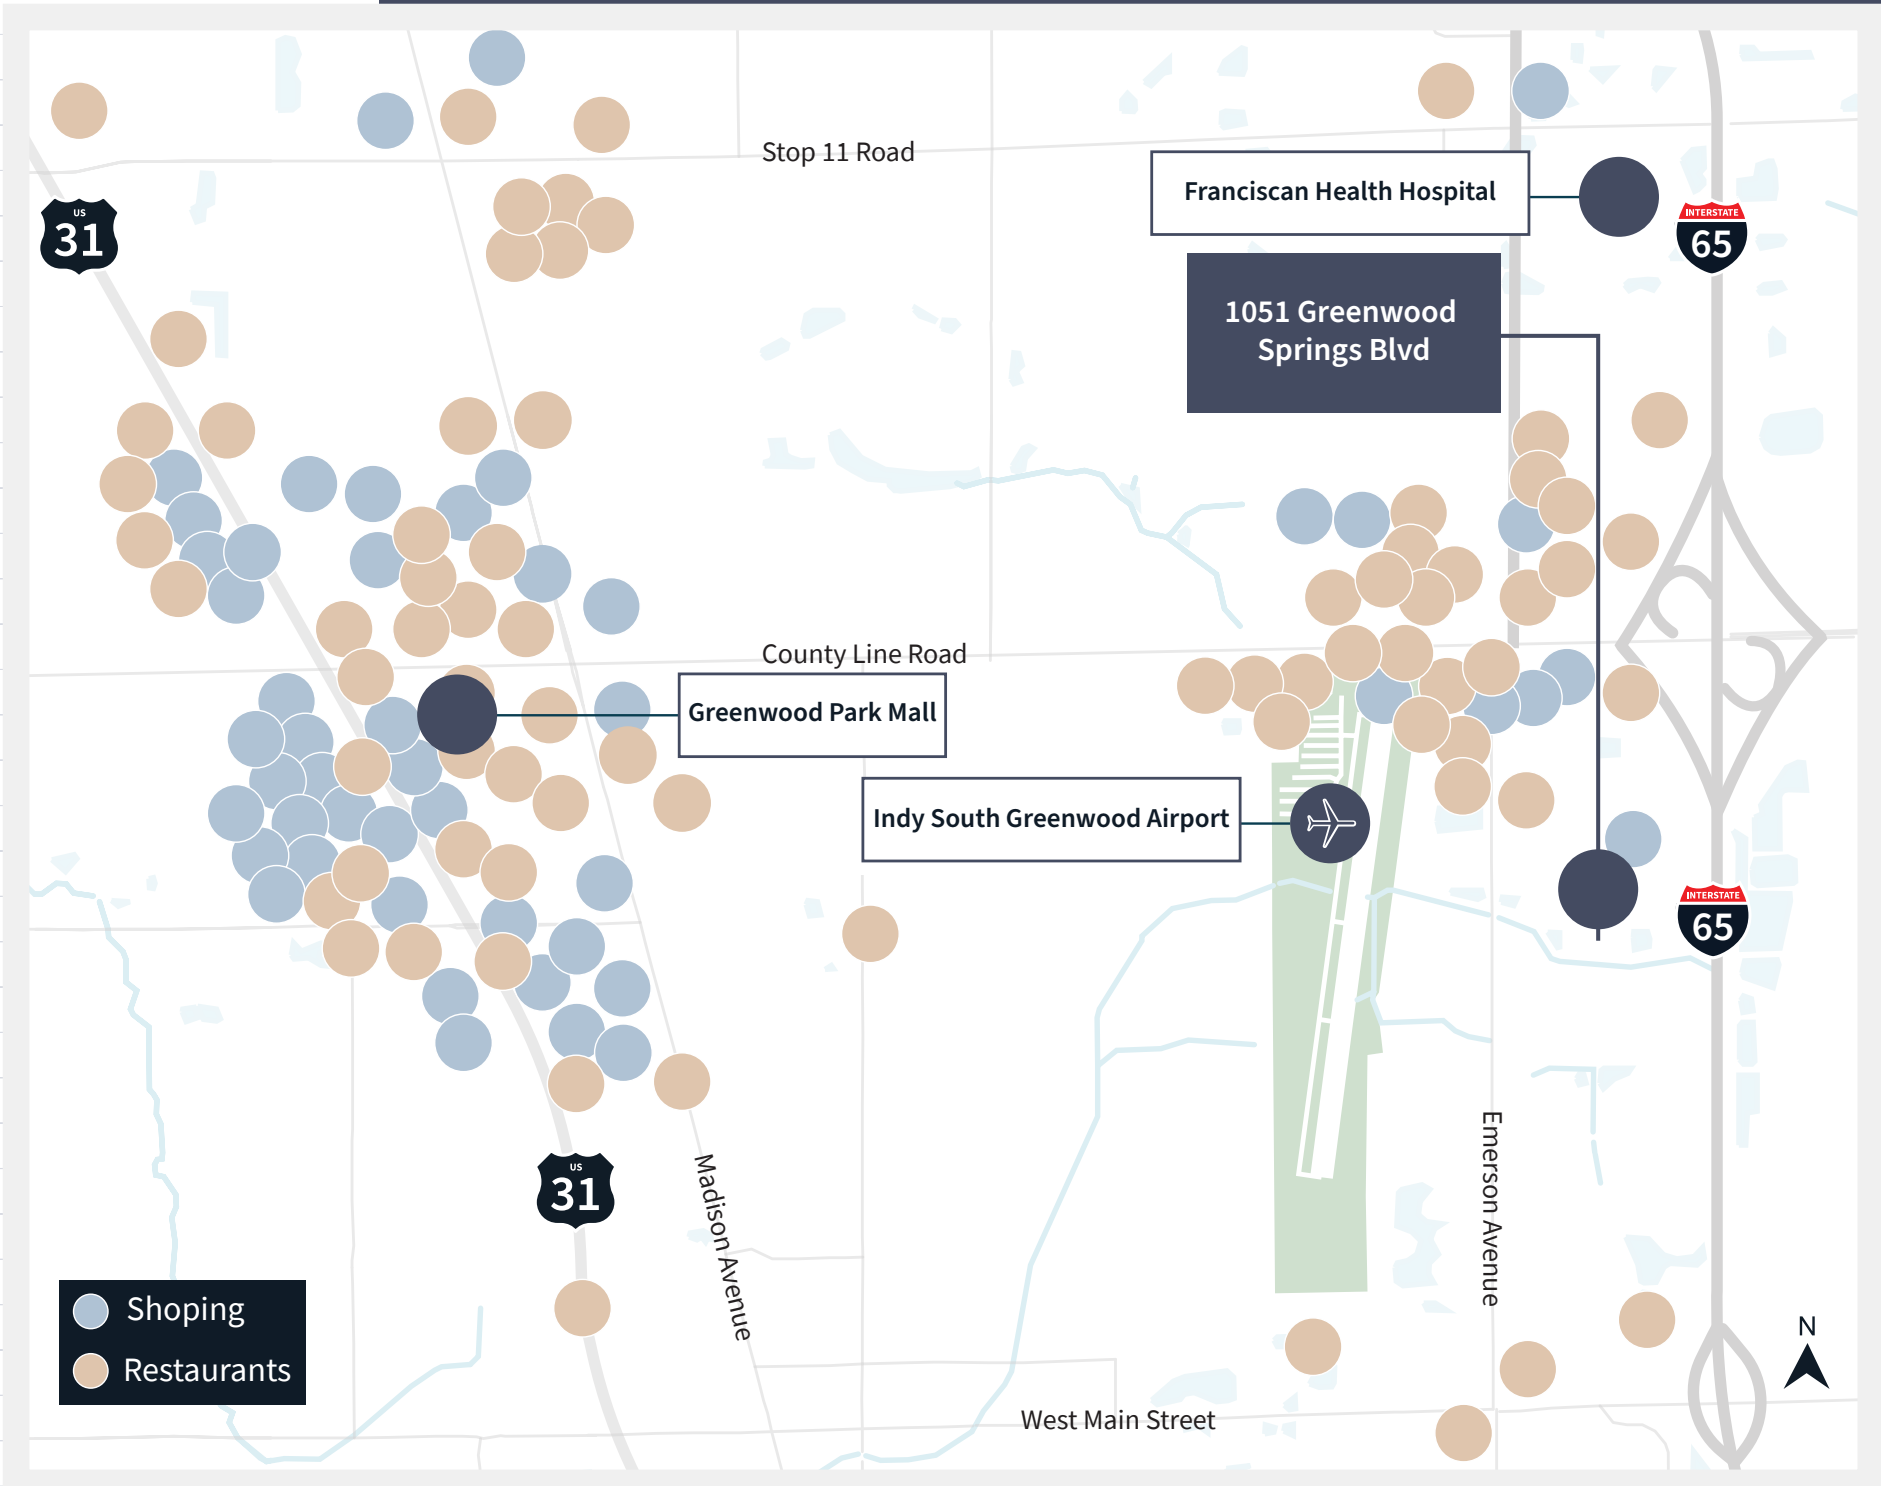 Stop 11 Road
Franciscan Health Hospital
US
31
INTERSTATE
65
1051 Greenwood
Springs Blvd
County Line Road
Greenwood Park Mall
Indy South Greenwood Airport
INTERSTATE
65
Emerson Avenue
US
31
Madison Avenue
Shoping
Restaurants
N
West Main Street